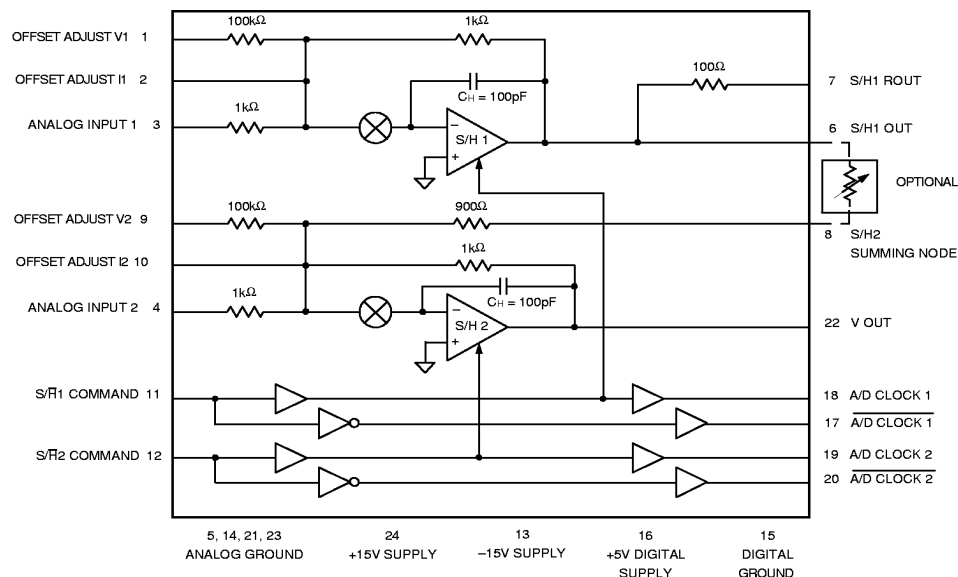 OFFSET ADJUST V1 1
100kΩ
1kΩ
100Ω
7 S/H1 ROUT
OFFSET ADJUST I1 2
CH = 100pF
1kΩ
ANALOG INPUT 1 3
–
S/H 1
+
6 S/H1 OUT
OPTIONAL
OFFSET ADJUST V2 9
100kΩ
900Ω
8 S/H2
SUMMING NODE
OFFSET ADJUST I2 10
1kΩ
CH = 100pF
1kΩ
ANALOG INPUT 2 4
–
S/H 2
+
22 V OUT
S/H̅1 COMMAND 11
18 A/D CLOCK 1
17 A̅/̅D̅ ̅C̅L̅O̅C̅K̅ ̅1̅
S/H̅2 COMMAND 12
19 A/D CLOCK 2
20 A̅/̅D̅ ̅C̅L̅O̅C̅K̅ ̅2̅
5, 14, 21, 23
ANALOG GROUND
24
+15V SUPPLY
13
–15V SUPPLY
16
+5V DIGITAL
SUPPLY
15
DIGITAL
GROUND